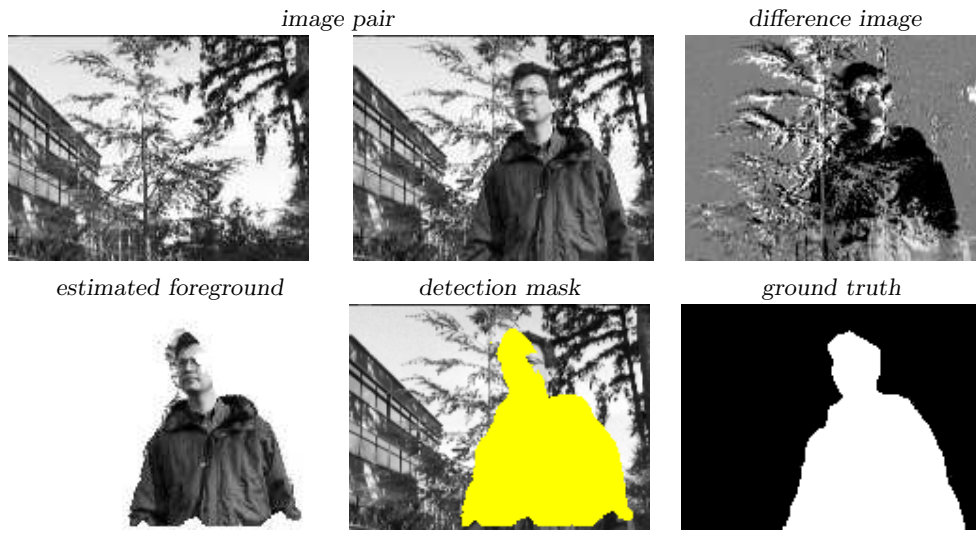 image pair
difference image
estimated foreground
detection mask
ground truth